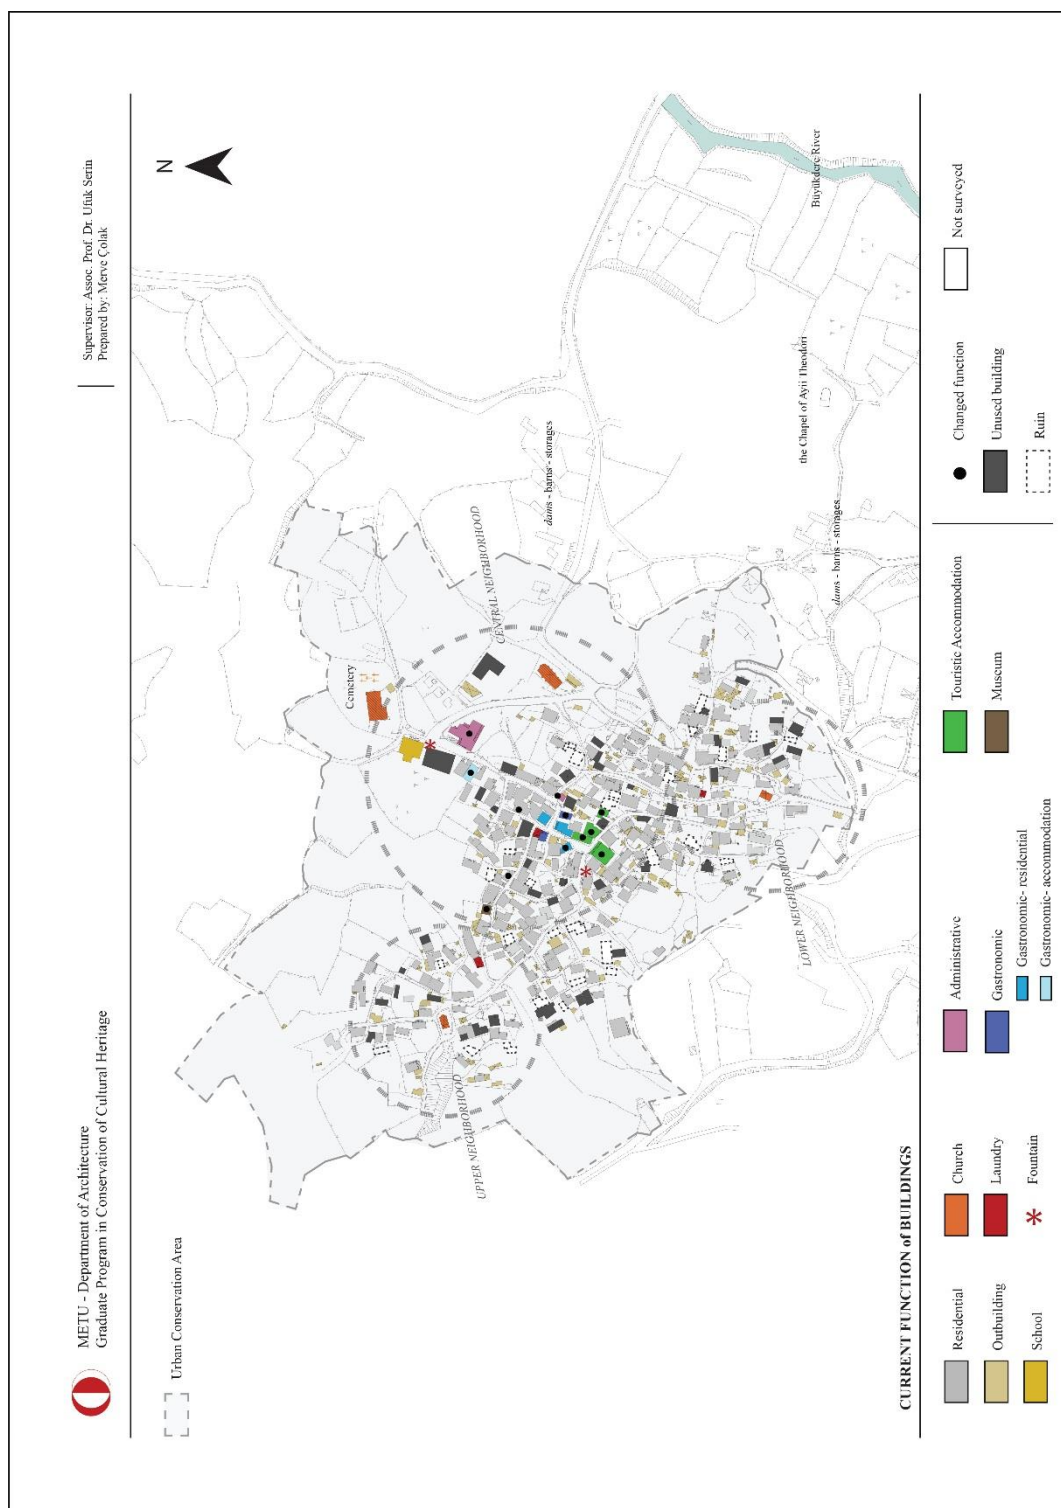 METU - Department of Architecture
Graduate Program in Conservation of Cultural Heritage
Supervisor: Assoc. Prof. Dr. Ufuk Serin
Prepared by: Merve Çolak
Urban Conservation Area
N
Cemetery
CENTRAL NEIGHBORHOOD
dams - barns - storages
UPPER NEIGHBORHOOD
LOWER NEIGHBORHOOD
the Chapel of Ayii Theodori
dams - barns - storages
Büyükdere River
CURRENT FUNCTION of BUILDINGS
Residential
Outbuilding
School
Church
Laundry
Fountain
Administrative
Gastronomic
Gastronomic- residential
Gastronomic- accommodation
Touristic Accommodation
Museum
Changed function
Unused building
Ruin
Not surveyed